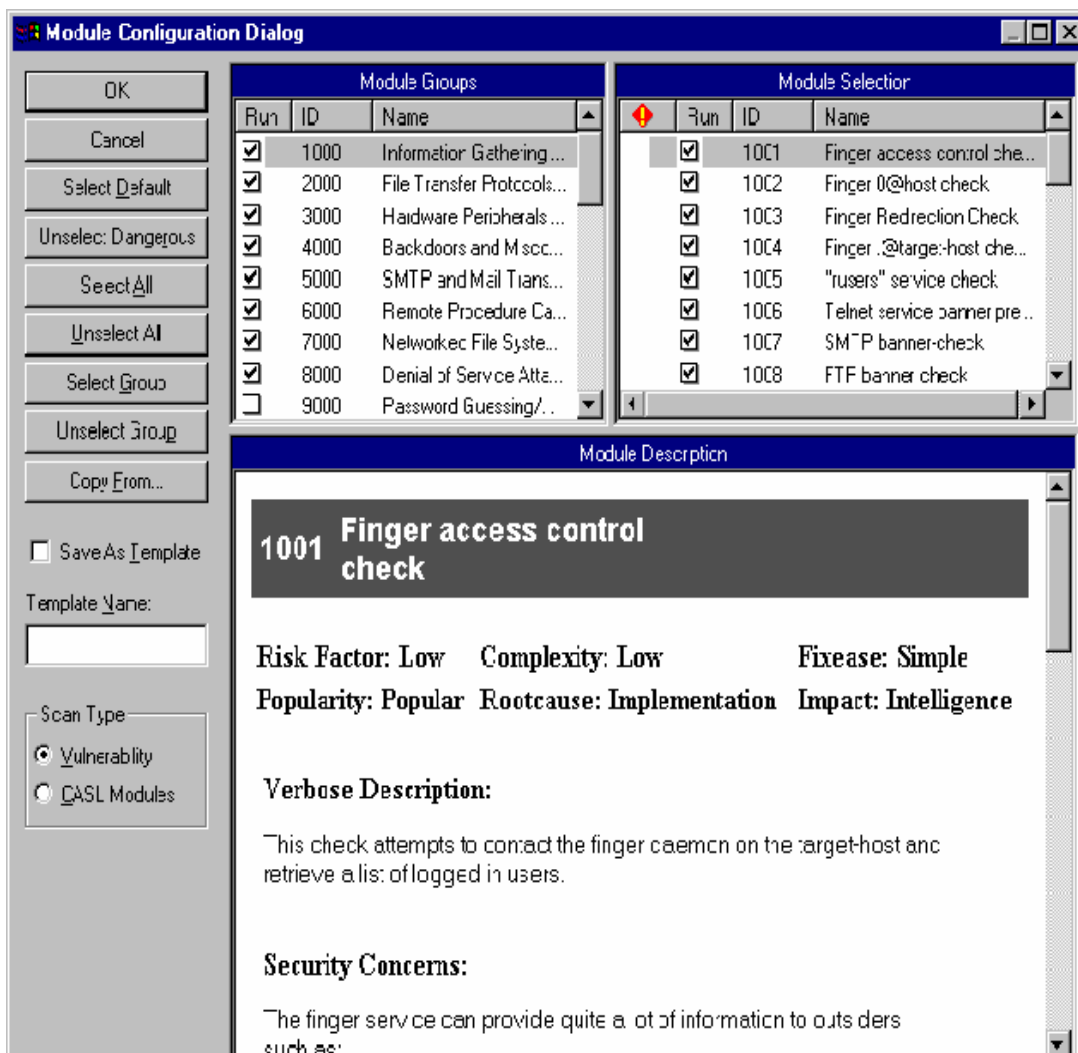 Module Configuration Dialog
OK
Cancel
Select Default
Unselect Dangerous
Select All
Unselect All
Select Group
Unselect Group
Copy From...
Save As Template
Template Name:
Scan Type
Vulnerablity
CASL Modules
Module Groups
Run ID Name
1000 Information Gathering ...
2000 File Transfer Protocols...
3000 Hardware Peripherals ...
4000 Backdoors and Miscc...
5000 SMTP and Mail Trans...
6000 Remote Procedure Ca...
7000 Networked File Syste...
8000 Denial of Service Atta...
9000 Password Guessing/...
Module Selection
Run ID Name
1001 Finger access control che...
1002 Finger 0@host check
1003 Finger Redirection Check
1004 Finger .@target-host che...
1005 "rusers" service check
1006 Telnet service banner pre...
1007 SMTP banner-check
1008 FTP banner check
Module Description
1001 Finger access control
check
Risk Factor: Low Complexity: Low Fixease: Simple
Popularity: Popular Rootcause: Implementation Impact: Intelligence
Verbose Description:
This check attempts to contact the finger daemon on the target-host and
retrieve a list of logged in users.
Security Concerns:
The finger service can provide quite a lot of information to outsiders
such as: